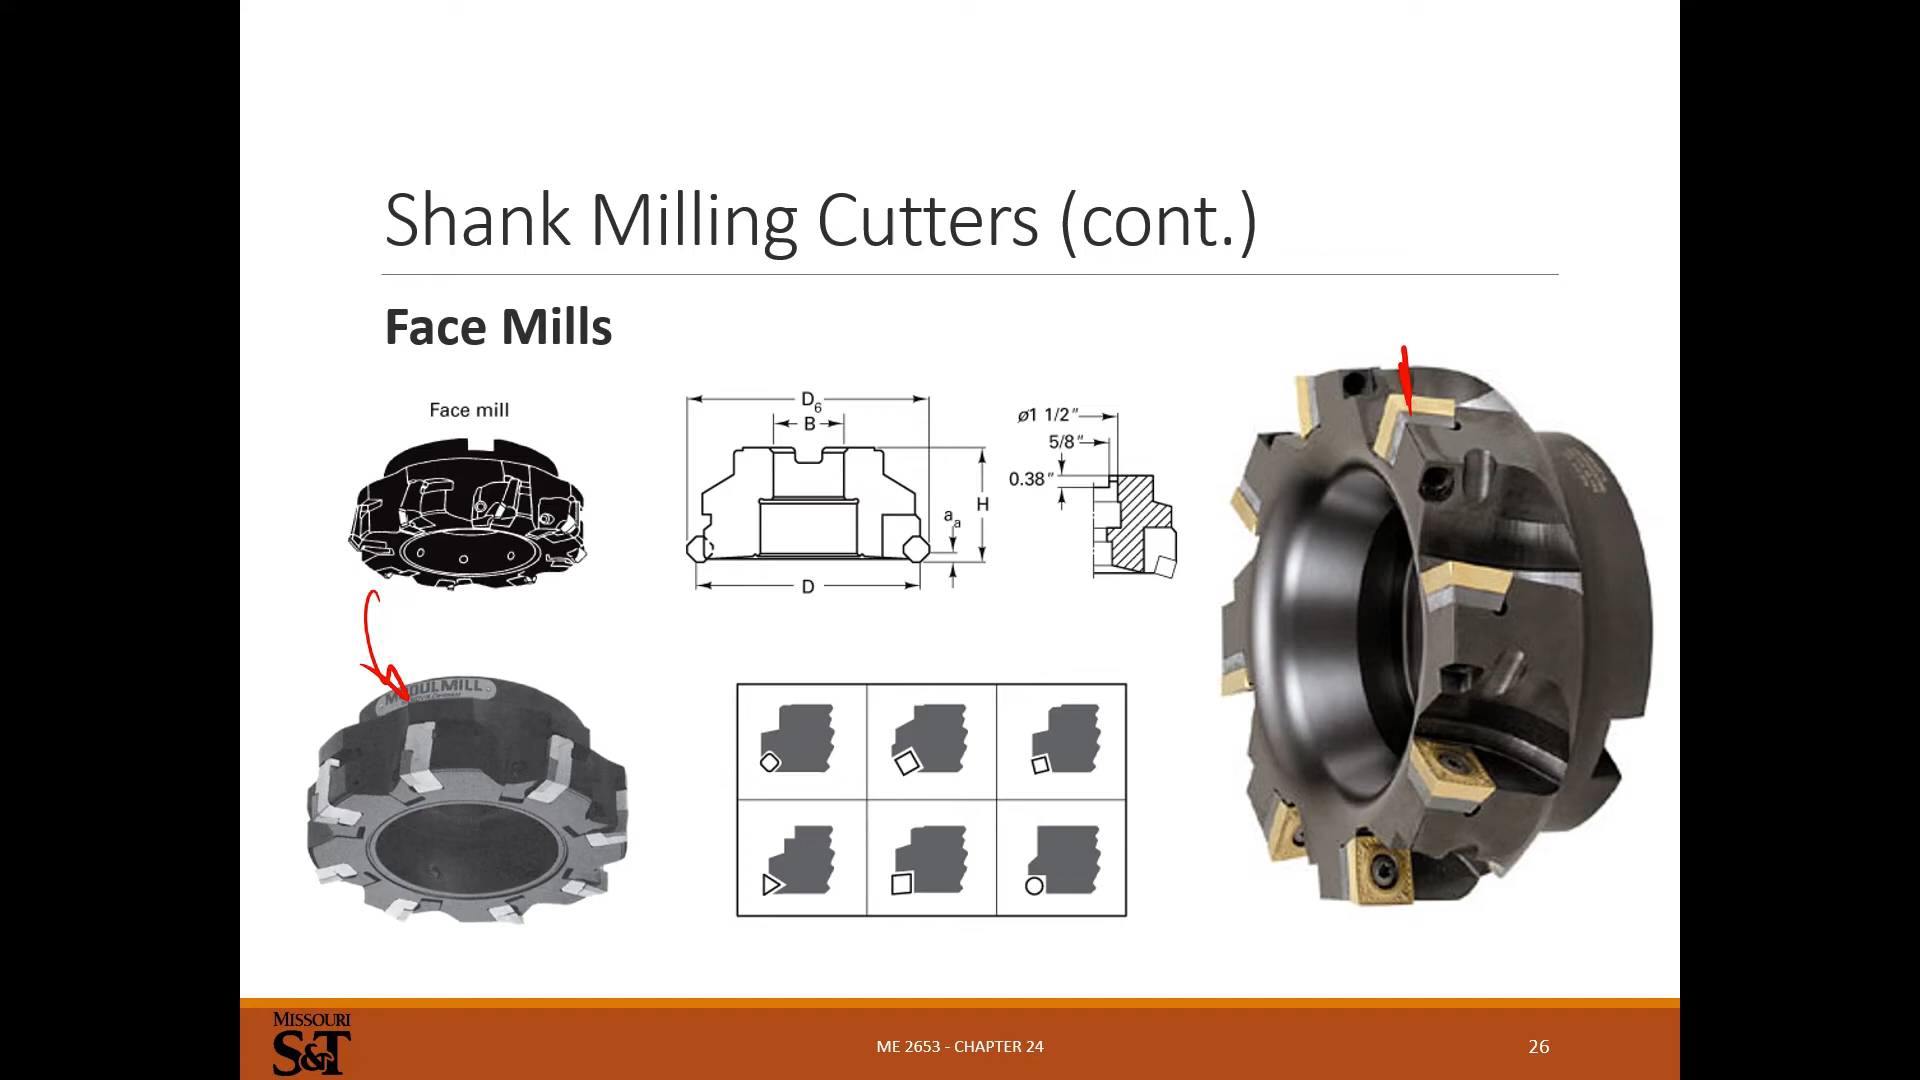 Shank Milling Cutters (cont.)
Face Mills
Face mill
D6
B
H
aa
D
ø1 1/2"
5/8"
0.38"
MISSOURI
S&T
ME 2653 - CHAPTER 24
26